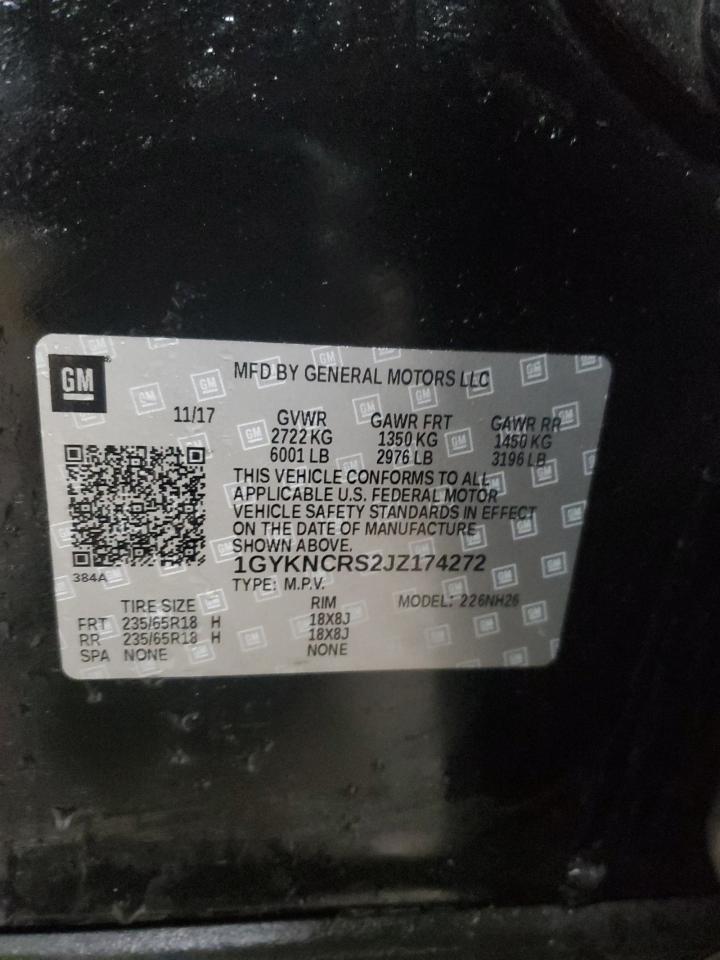 GM
MFD BY GENERAL MOTORS LLC
11/17 GVWR GAWR FRT GAWR RR
2722 KG 1350 KG 1450 KG
6001 LB 2976 LB 3196 LB
THIS VEHICLE CONFORMS TO ALL
APPLICABLE U.S. FEDERAL MOTOR
VEHICLE SAFETY STANDARDS IN EFFECT
ON THE DATE OF MANUFACTURE
SHOWN ABOVE.
1GYKNCRS2JZ174272
384A
TYPE: M.P.V.
TIRE SIZE RIM MODEL: 226NH26
FRT 235/65R18 H 18X8J
RR 235/65R18 H 18X8J
SPA NONE NONE